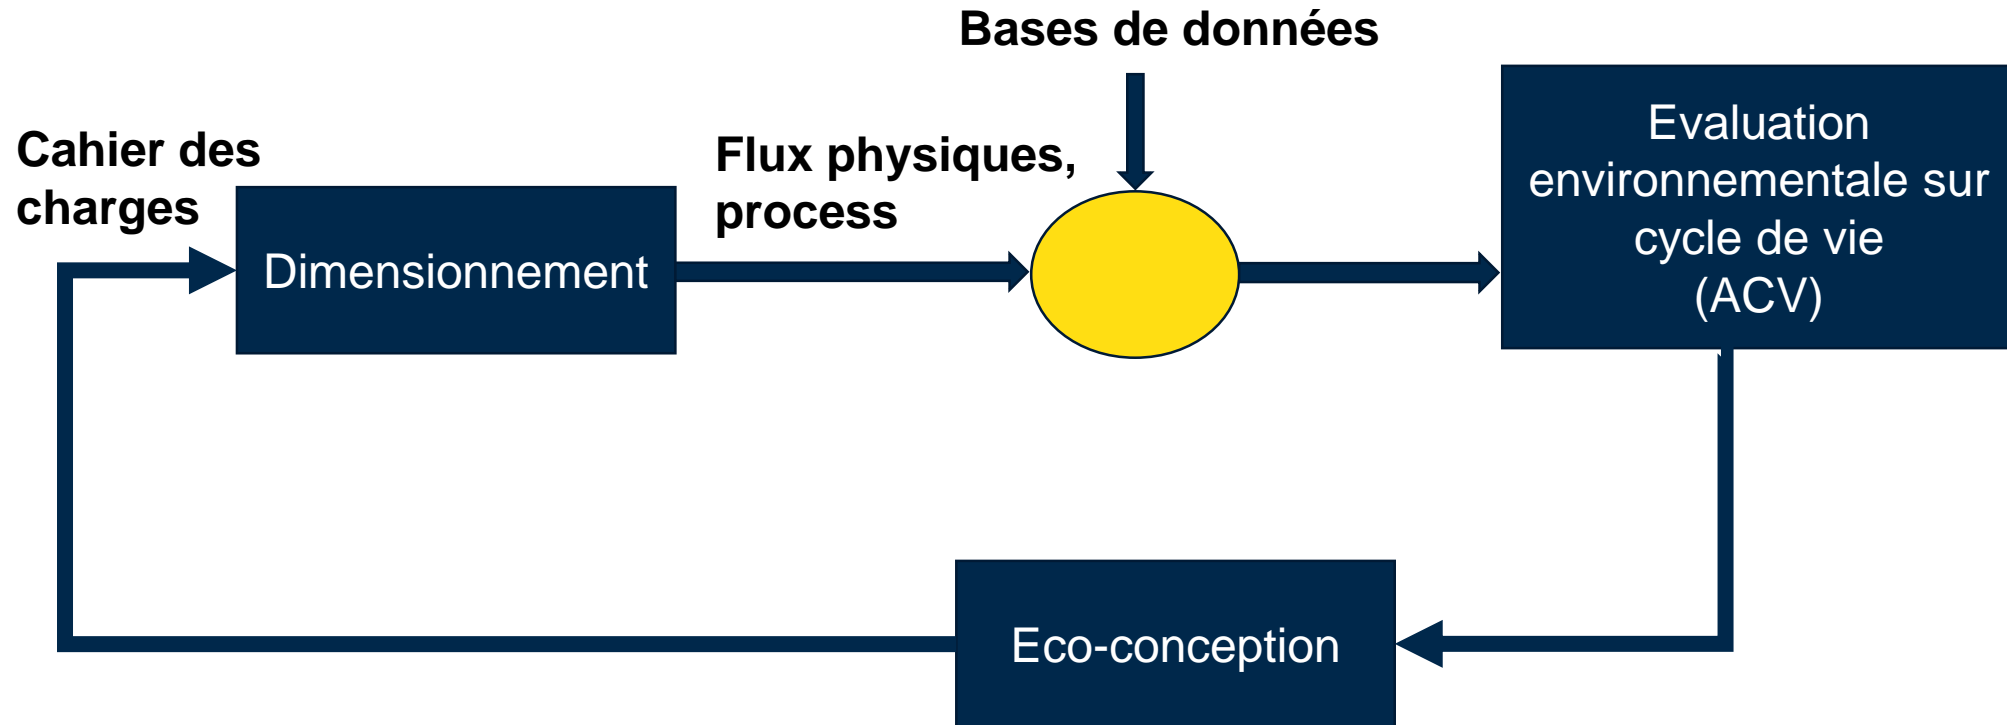 Bases de données
Cahier des
charges
Flux physiques,
process
Dimensionnement
Evaluation
environnementale sur
cycle de vie
(ACV)
Eco-conception